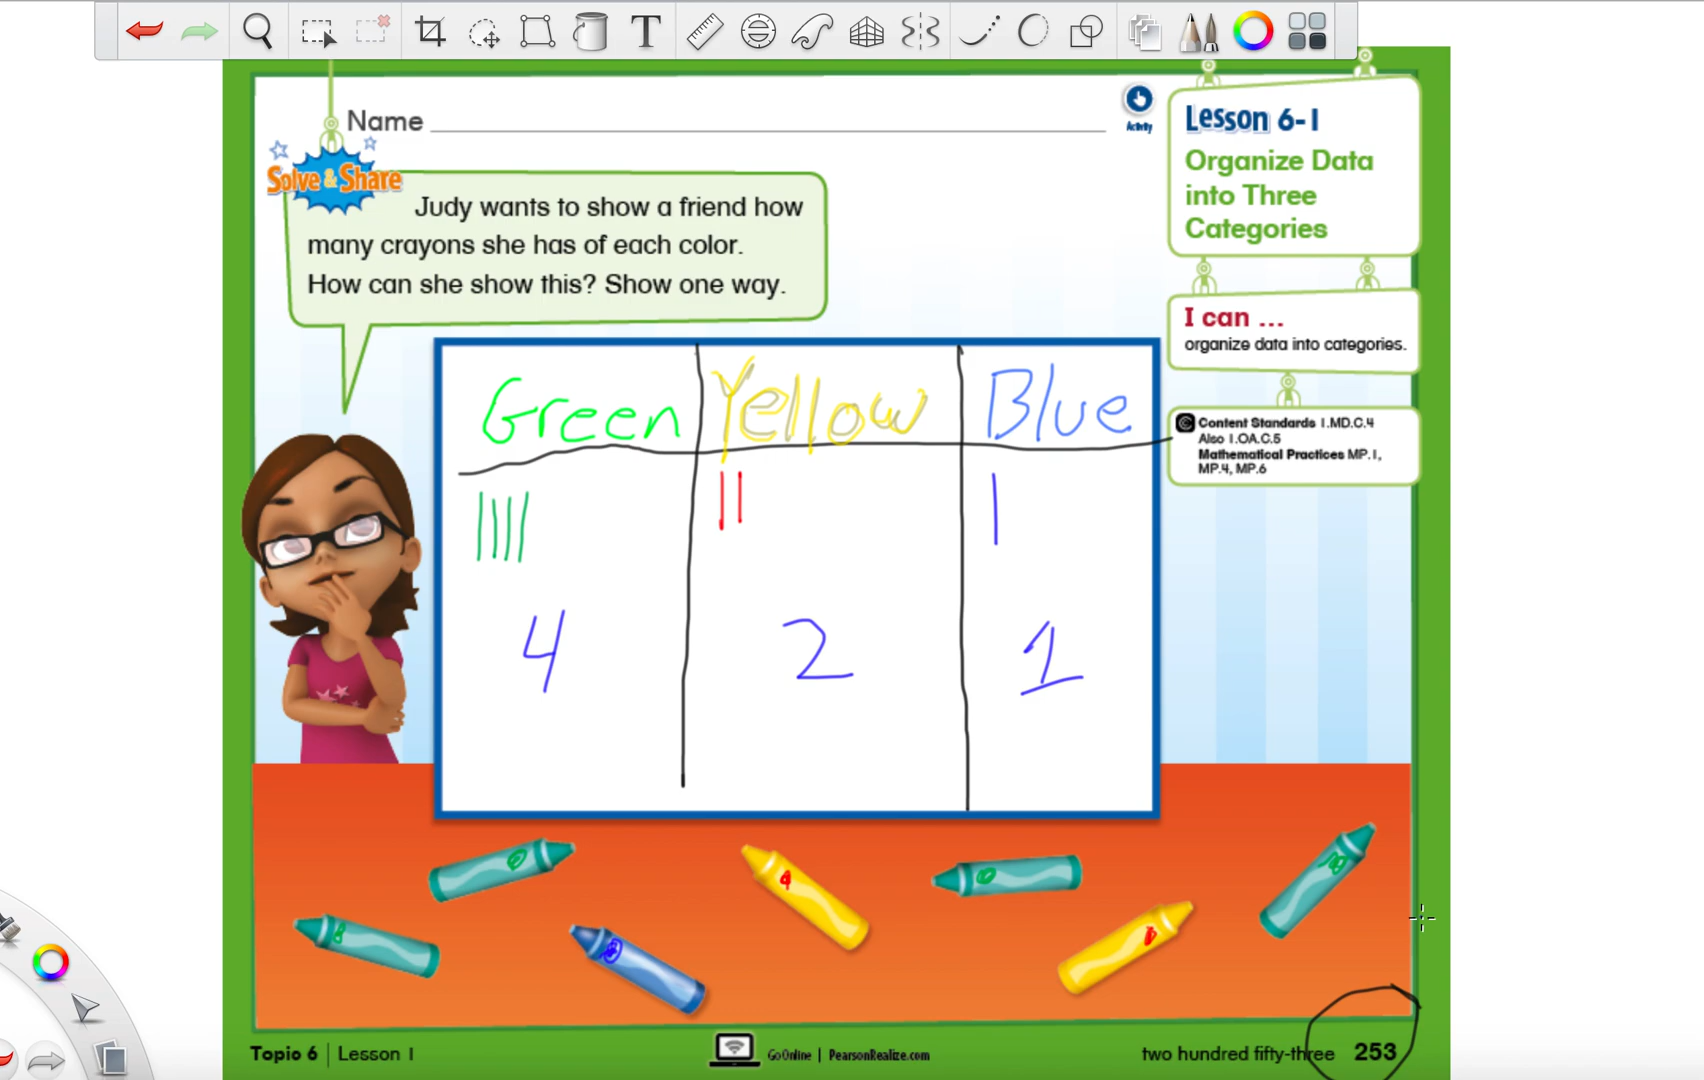 Name
Activity
Lesson 6-1
Organize Data
into Three
Categories
Solve & Share
Judy wants to show a friend how
many crayons she has of each color.
How can she show this? Show one way.
I can ...
organize data into categories.
Content Standards 1.MD.C.4
Also 1.OA.C.5
Mathematical Practices MP.1,
MP.4, MP.6
Green Yellow Blue
4 2 1
Topic 6 | Lesson 1
Go Online | PearsonRealize.com
two hundred fifty-three 253